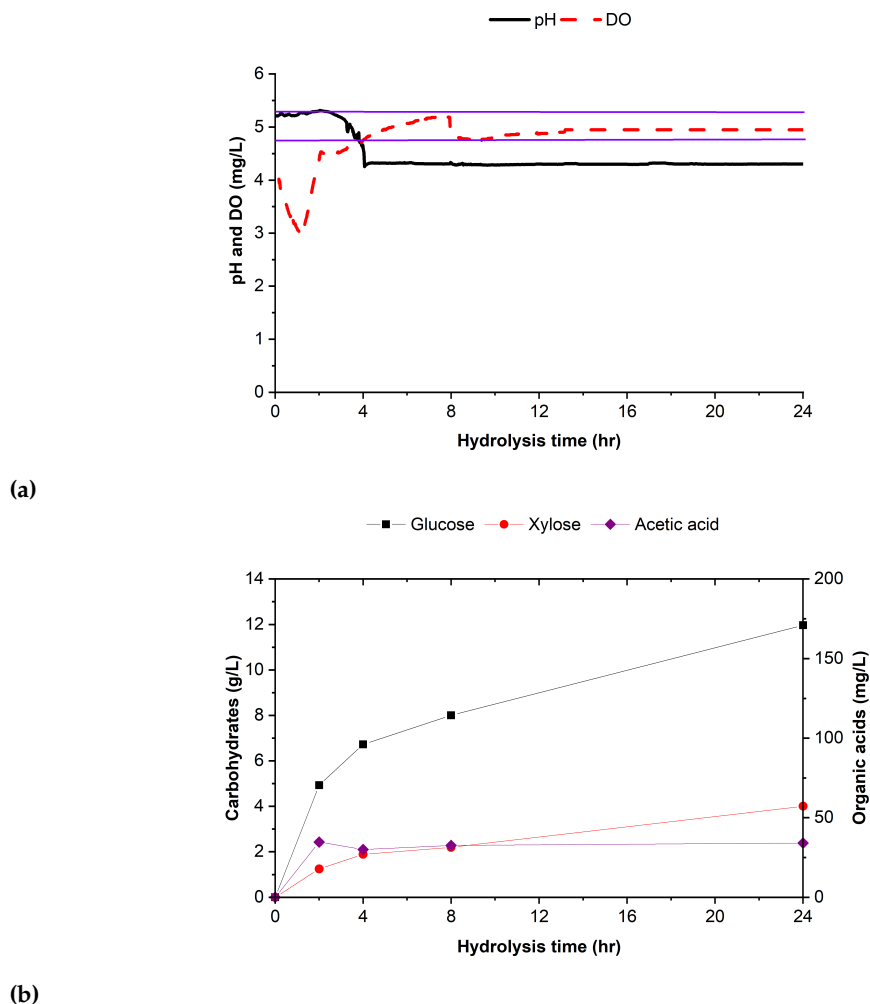 pH DO
6
5
4
3
2
1
0
pH and DO (mg/L)
0 4 8 12 16 20 24
Hydrolysis time (hr)
(a)
Glucose Xylose Acetic acid
14 200
12
150
10
8
100
6
4
50
2
0 0
Carbohydrates (g/L)
Organic acids (mg/L)
0 4 8 12 16 20 24
Hydrolysis time (hr)
(b)